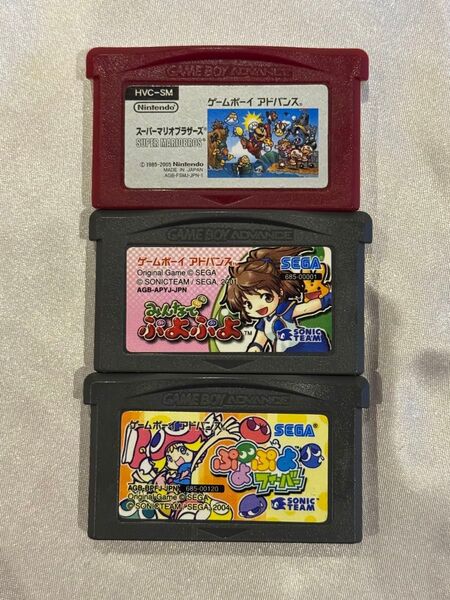 GAME BOY ADVANCE
HVC-SM
Nintendo
ゲームボーイ アドバンス®
スーパーマリオブラザーズ®
SUPER MARIO BROS.
© 1985-2005 Nintendo
MADE IN JAPAN
AGB-FSMJ-JPN-1
GAME BOY ADVANCE
ゲームボーイ アドバンス®
Original Game © SEGA
© SONICTEAM / SEGA, 2001
AGB-APYJ-JPN
SEGA
685-00001
みんなで
ぷよぷよ™
SONIC TEAM
GAME BOY ADVANCE
ゲームボーイ アドバンス®
SEGA®
ぷよぷよ
フィーバー
AGB-BPFJ-JPN
685-00120
Original Game © SEGA
© SONICTEAM / SEGA, 2004
SONIC TEAM